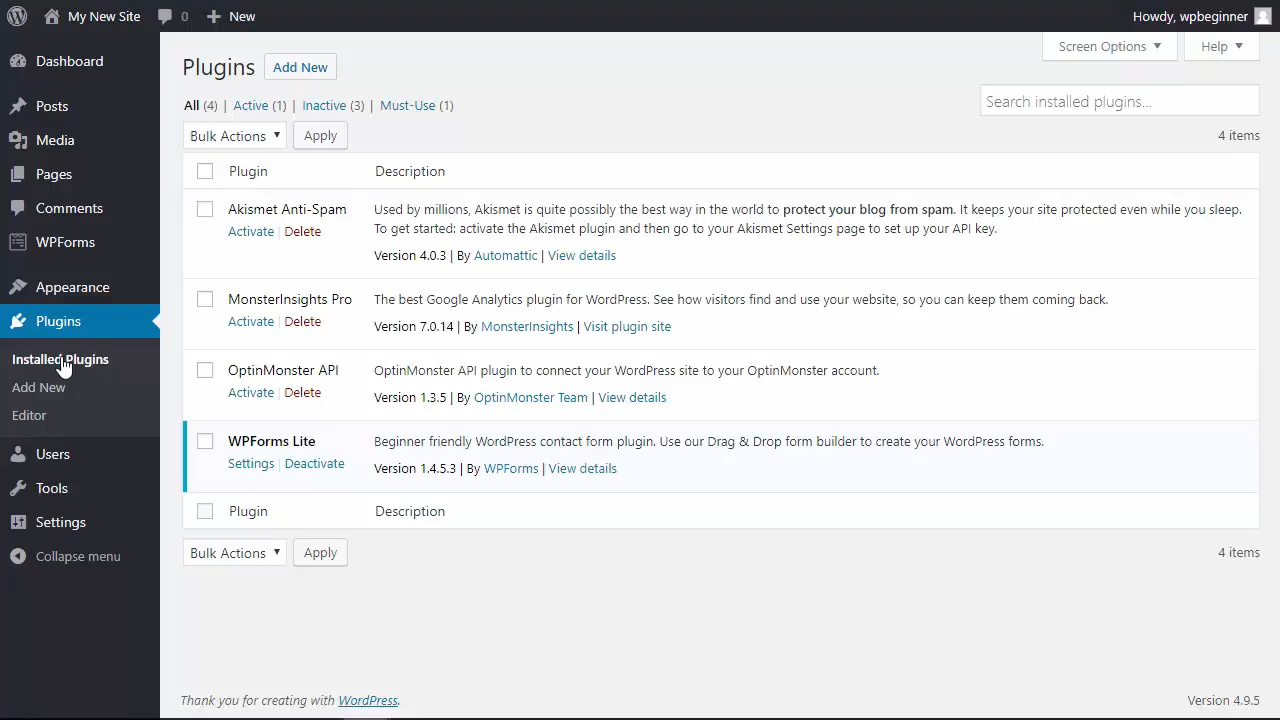 My New Site 0 New Howdy, wpbeginner
Dashboard
Posts
Media
Pages
Comments
WPForms
Appearance
Plugins
Installed Plugins
Add New
Editor
Users
Tools
Settings
Collapse menu
Screen Options Help
Plugins Add New
All (4) | Active (1) | Inactive (3) | Must-Use (1)
Search installed plugins...
Bulk Actions Apply 4 items
Plugin Description
Akismet Anti-Spam Used by millions, Akismet is quite possibly the best way in the world to protect your blog from spam. It keeps your site protected even while you sleep.
Activate | Delete To get started: activate the Akismet plugin and then go to your Akismet Settings page to set up your API key.
Version 4.0.3 | By Automattic | View details
MonsterInsights Pro The best Google Analytics plugin for WordPress. See how visitors find and use your website, so you can keep them coming back.
Activate | Delete Version 7.0.14 | By MonsterInsights | Visit plugin site
OptinMonster API OptinMonster API plugin to connect your WordPress site to your OptinMonster account.
Activate | Delete Version 1.3.5 | By OptinMonster Team | View details
WPForms Lite Beginner friendly WordPress contact form plugin. Use our Drag & Drop form builder to create your WordPress forms.
Settings | Deactivate Version 1.4.5.3 | By WPForms | View details
Plugin Description
Bulk Actions Apply 4 items
Thank you for creating with WordPress. Version 4.9.5